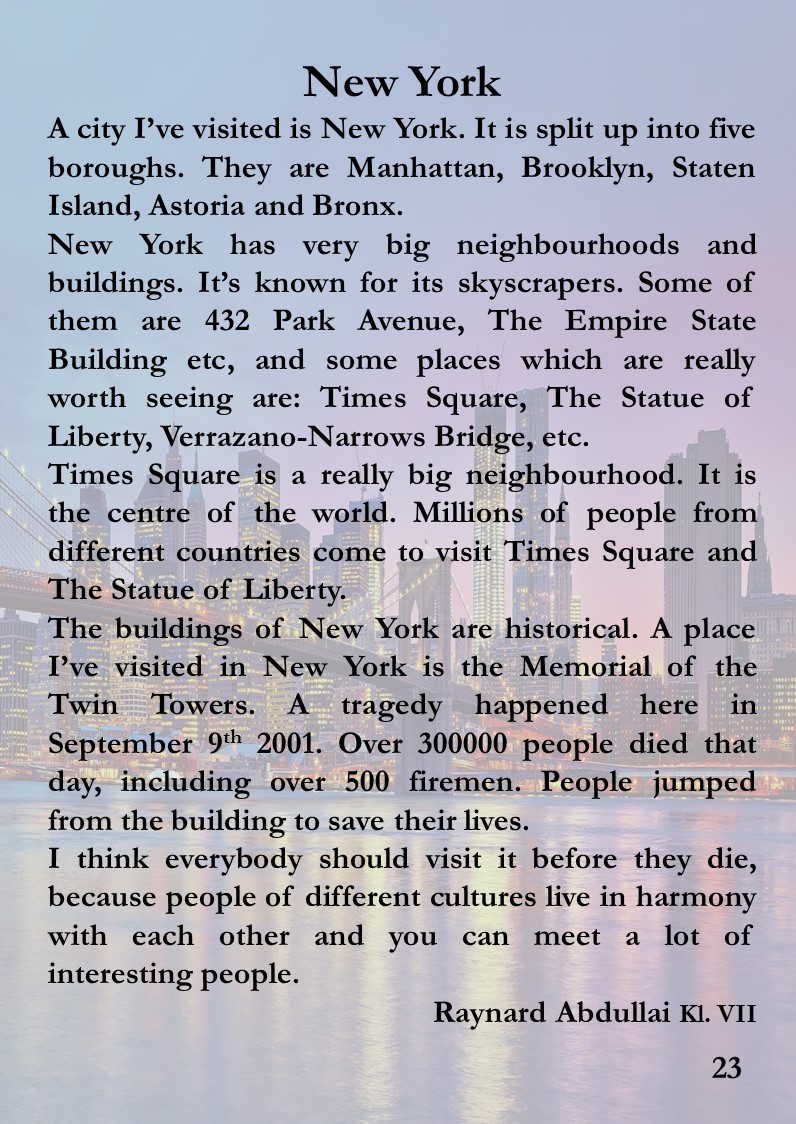 New York
A city I’ve visited is New York. It is split up into five
boroughs. They are Manhattan, Brooklyn, Staten
Island, Astoria and Bronx.
New York has very big neighbourhoods and
buildings. It’s known for its skyscrapers. Some of
them are 432 Park Avenue, The Empire State
Building etc, and some places which are really
worth seeing are: Times Square, The Statue of
Liberty, Verrazano-Narrows Bridge, etc.
Times Square is a really big neighbourhood. It is
the centre of the world. Millions of people from
different countries come to visit Times Square and
The Statue of Liberty.
The buildings of New York are historical. A place
I’ve visited in New York is the Memorial of the
Twin Towers. A tragedy happened here in
September 9th 2001. Over 300000 people died that
day, including over 500 firemen. People jumped
from the building to save their lives.
I think everybody should visit it before they die,
because people of different cultures live in harmony
with each other and you can meet a lot of
interesting people.
Raynard Abdullai Kl. VII
23